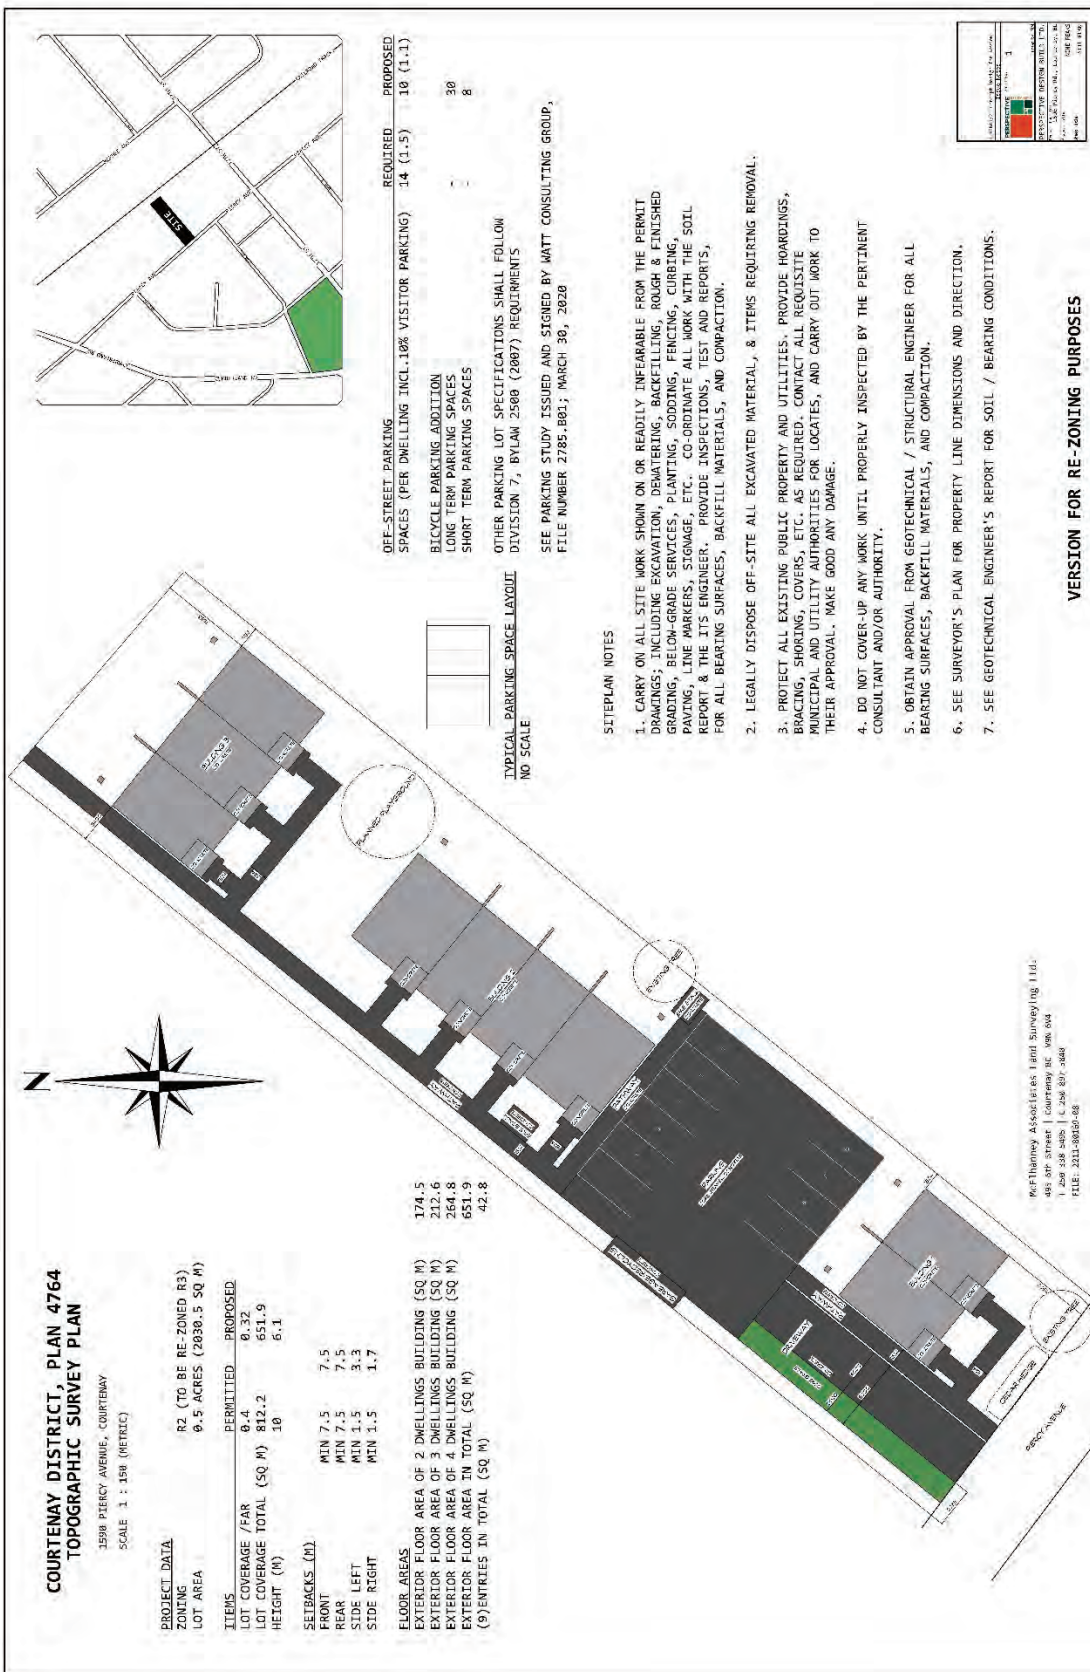 COURTENAY DISTRICT, PLAN 4764
TOPOGRAPHIC SURVEY PLAN
1590 PIERCY AVENUE, COURTENAY
SCALE 1 : 150 (METRIC)
PROJECT DATA
ZONING R2 (TO BE RE-ZONED R3)
LOT AREA 0.5 ACRES (2030.5 SQ M)
ITEMS PERMITTED PROPOSED
LOT COVERAGE /FAR 0.4 0.32
LOT COVERAGE TOTAL (SQ M) 812.2 651.9
HEIGHT (M) 10 6.1
SETBACKS (M)
FRONT MIN 7.5 7.5
REAR MIN 7.5 7.5
SIDE LEFT MIN 1.5 3.3
SIDE RIGHT MIN 1.5 1.7
FLOOR AREAS
EXTERIOR FLOOR AREA OF 2 DWELLINGS BUILDING (SQ M) 174.5
EXTERIOR FLOOR AREA OF 3 DWELLINGS BUILDING (SQ M) 212.6
EXTERIOR FLOOR AREA OF 4 DWELLINGS BUILDING (SQ M) 264.8
EXTERIOR FLOOR AREA IN TOTAL (SQ M) 651.9
(9)ENTRIES IN TOTAL (SQ M) 42.8
N
PLANNED PLAYGROUND
EXISTING TREE
PARKING
DRIVEWAY
EXISTING TREE
CEDAR HEDGE
PIERCY AVENUE
McElhanney Associates Land Surveying Ltd.
495 6th Street | Courtenay BC V9N 6V4
TYPICAL PARKING SPACE LAYOUT
NO SCALE
SITE
OFF-STREET PARKING REQUIRED PROPOSED
SPACES (PER DWELLING INCL.10% VISITOR PARKING) 14 (1.5) 10 (1.1)
BICYCLE PARKING ADDITION
LONG TERM PARKING SPACES - 30
SHORT TERM PARKING SPACES - 8
OTHER PARKING LOT SPECIFICATIONS SHALL FOLLOW
DIVISION 7, BYLAW 2500 (2007) REQUIRMENTS
SEE PARKING STUDY ISSUED AND SIGNED BY WATT CONSULTING GROUP,
FILE NUMBER 2785.B01; MARCH 30, 2020
SITEPLAN NOTES
1. CARRY ON ALL SITE WORK SHOWN ON OR READILY INFERABLE FROM THE PERMIT
DRAWINGS; INCLUDING EXCAVATION, DEWATERING, BACKFILLING, ROUGH & FINISHED
GRADING, BELOW-GRADE SERVICES, PLANTING, SODDING, FENCING, CURBING,
PAVING, LINE MARKERS, SIGNAGE, ETC. CO-ORDINATE ALL WORK WITH THE SOIL
REPORT & THE ITS ENGINEER. PROVIDE INSPECTIONS, TEST AND REPORTS,
FOR ALL BEARING SURFACES, BACKFILL MATERIALS, AND COMPACTION.
2. LEGALLY DISPOSE OFF-SITE ALL EXCAVATED MATERIAL, & ITEMS REQUIRING REMOVAL.
3. PROTECT ALL EXISTING PUBLIC PROPERTY AND UTILITIES. PROVIDE HOARDINGS,
BRACING, SHORING, COVERS, ETC. AS REQUIRED. CONTACT ALL REQUISITE
MUNICIPAL AND UTILITY AUTHORITIES FOR LOCATES, AND CARRY OUT WORK TO
THEIR APPROVAL. MAKE GOOD ANY DAMAGE.
4. DO NOT COVER-UP ANY WORK UNTIL PROPERLY INSPECTED BY THE PERTINENT
CONSULTANT AND/OR AUTHORITY.
5. OBTAIN APPROVAL FROM GEOTECHNICAL / STRUCTURAL ENGINEER FOR ALL
BEARING SURFACES, BACKFILL MATERIALS, AND COMPACTION.
6. SEE SURVEYOR'S PLAN FOR PROPERTY LINE DIMENSIONS AND DIRECTION.
7. SEE GEOTECHNICAL ENGINEER'S REPORT FOR SOIL / BEARING CONDITIONS.
VERSION FOR RE-ZONING PURPOSES
PERSPECTIVE
1
PERSPECTIVE DESIGN BUILD LTD.